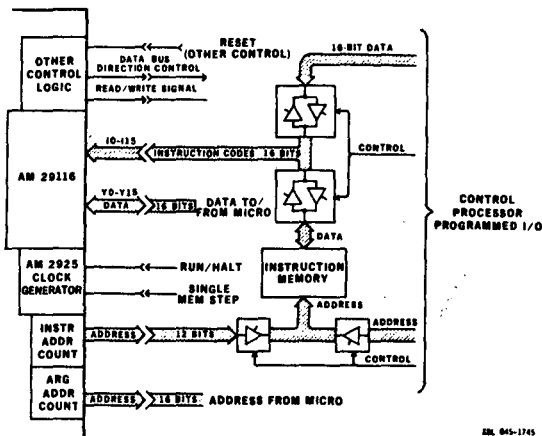 OTHER
CONTROL
LOGIC
RESET
(OTHER CONTROL)
DATA BUS
DIRECTION CONTROL
READ/WRITE SIGNAL
16-BIT DATA
AM 29116
I0-I15
INSTRUCTION CODES 16 BITS
CONTROL
Y0-Y15
DATA
16 BITS
DATA TO/
FROM MICRO
DATA
CONTROL
PROCESSOR
PROGRAMMED I/O
AM 2925
CLOCK
GENERATOR
RUN/HALT
SINGLE
MEM STEP
INSTRUCTION
MEMORY
ADDRESS
INSTR
ADDR
COUNT
ADDRESS
12 BITS
ADDRESS
CONTROL
ARG
ADDR
COUNT
ADDRESS
16 BITS
ADDRESS FROM MICRO
XBL 845-1745